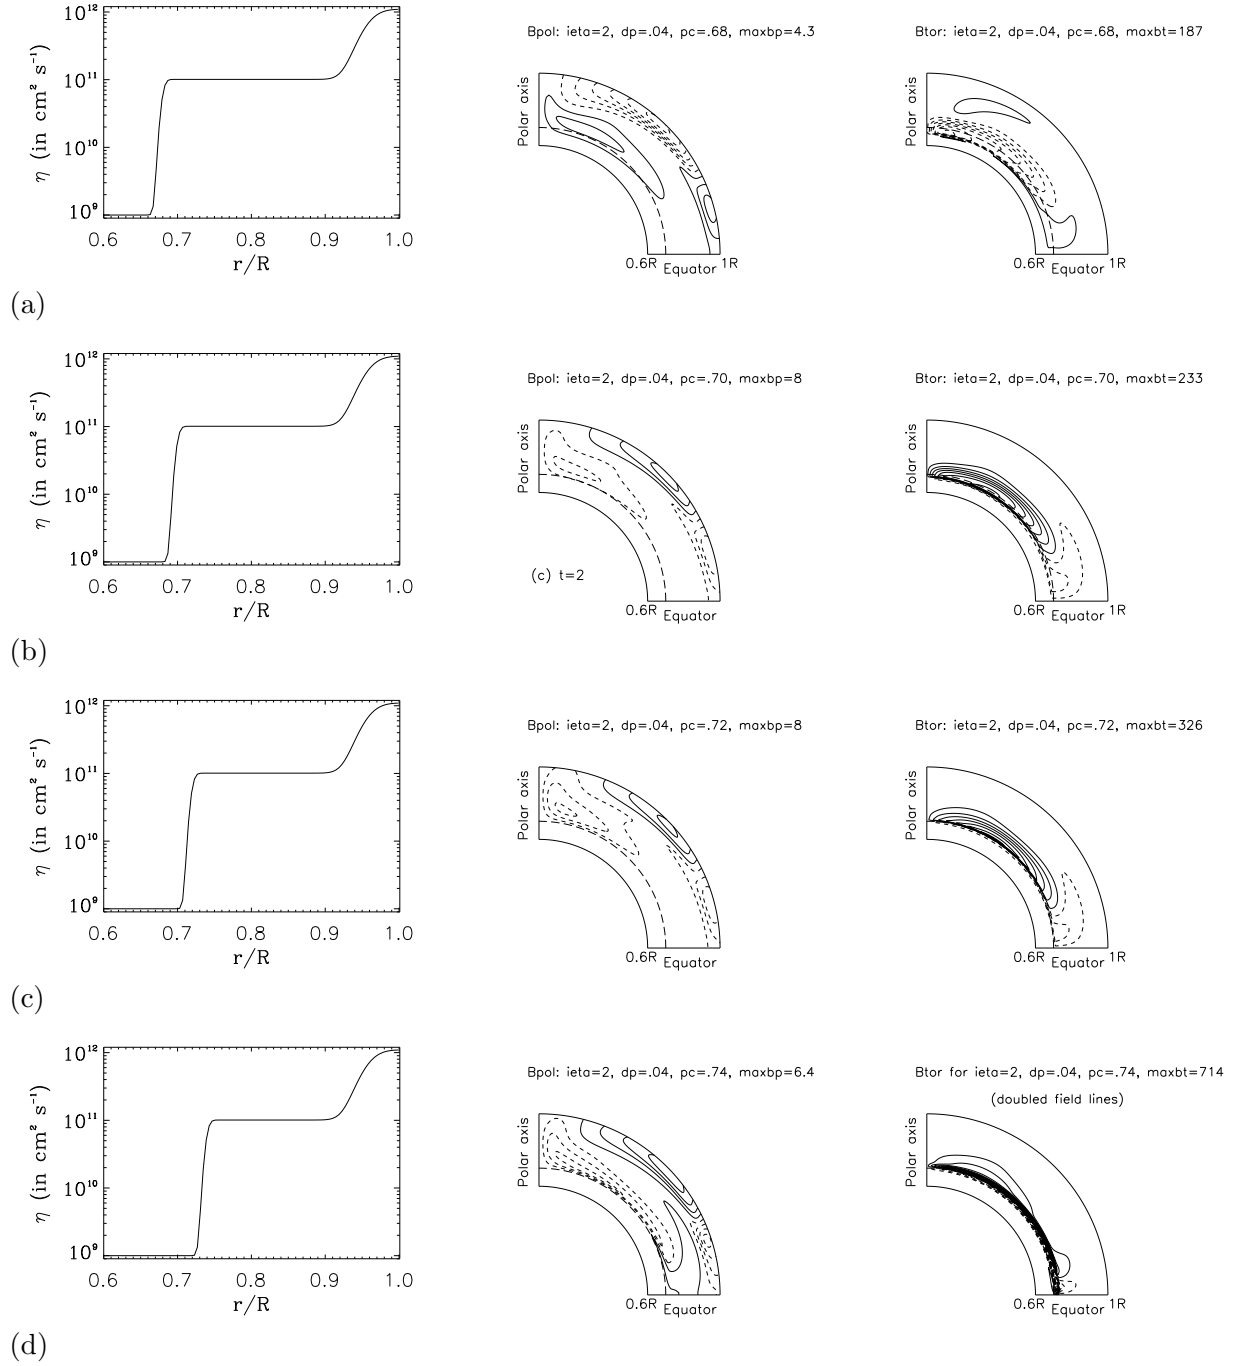 Bpol: ieta=2, dp=.04, pc=.68, maxbp=4.3
Btor: ieta=2, dp=.04, pc=.68, maxbt=187
η (in cm² s⁻¹)
10¹²
10¹¹
10¹⁰
10⁹
0.6 0.7 0.8 0.9 1.0
r/R
Polar axis
0.6R Equator 1R
Polar axis
0.6R Equator 1R
(a)
Bpol: ieta=2, dp=.04, pc=.70, maxbp=8
Btor: ieta=2, dp=.04, pc=.70, maxbt=233
η (in cm² s⁻¹)
10¹²
10¹¹
10¹⁰
10⁹
0.6 0.7 0.8 0.9 1.0
r/R
Polar axis
(c) t=2
0.6R Equator
Polar axis
0.6R Equator 1R
(b)
Bpol: ieta=2, dp=.04, pc=.72, maxbp=8
Btor: ieta=2, dp=.04, pc=.72, maxbt=326
η (in cm² s⁻¹)
10¹²
10¹¹
10¹⁰
10⁹
0.6 0.7 0.8 0.9 1.0
r/R
Polar axis
0.6R Equator
Polar axis
0.6R Equator 1R
(c)
Bpol: ieta=2, dp=.04, pc=.74, maxbp=6.4
Btor for ieta=2, dp=.04, pc=.74, maxbt=714
(doubled field lines)
η (in cm² s⁻¹)
10¹²
10¹¹
10¹⁰
10⁹
0.6 0.7 0.8 0.9 1.0
r/R
Polar axis
0.6R Equator
Polar axis
0.6R Equator 1R
(d)